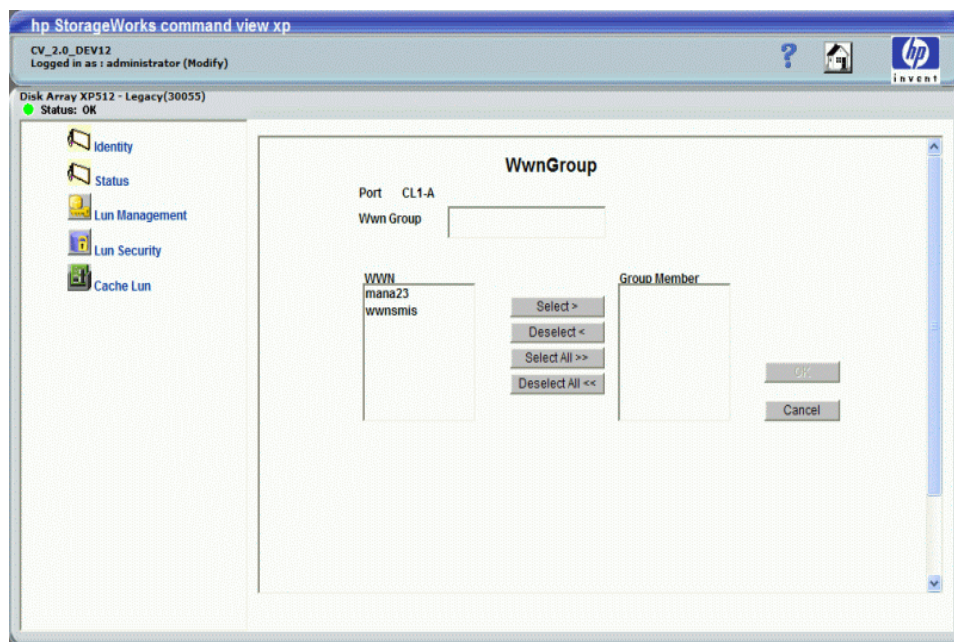 hp StorageWorks command view xp
CV_2.0_DEV12
Logged in as : administrator (Modify)
?
hp
invent
Disk Array XP512 - Legacy(30055)
Status: OK
Identity
Status
Lun Management
Lun Security
Cache Lun
WwnGroup
Port CL1-A
Wwn Group
WWN
Group Member
mana23
wwnsmis
Select >
Deselect <
Select All >>
Deselect All <<
OK
Cancel